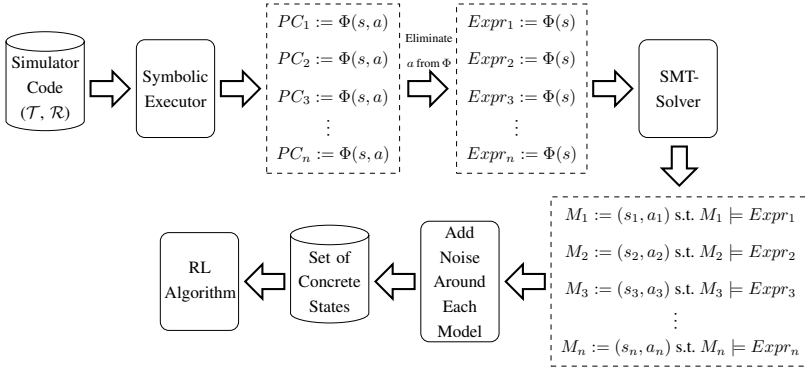 Simulator
Code
(𝒯, ℛ)
Symbolic
Executor
PC₁ := Φ(s, a)
PC₂ := Φ(s, a)
PC₃ := Φ(s, a)
⋮
PCₙ := Φ(s, a)
Eliminate
a from Φ
Expr₁ := Φ(s)
Expr₂ := Φ(s)
Expr₃ := Φ(s)
⋮
Exprₙ := Φ(s)
SMT-
Solver
M₁ := (s₁, a₁) s.t. M₁ ⊨ Expr₁
M₂ := (s₂, a₂) s.t. M₂ ⊨ Expr₂
M₃ := (s₃, a₃) s.t. M₃ ⊨ Expr₃
⋮
Mₙ := (sₙ, aₙ) s.t. Mₙ ⊨ Exprₙ
Add
Noise
Around
Each
Model
Set of
Concrete
States
RL
Algorithm